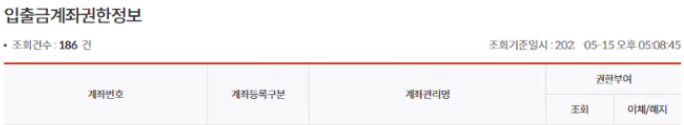 입출금계좌권한정보
• 조회건수 : 186 건
조회기준일시 : 202 05-15 오후 05:08:45
계좌번호 계좌등록구분 계좌관리명 권한부여
조회 이체/해지